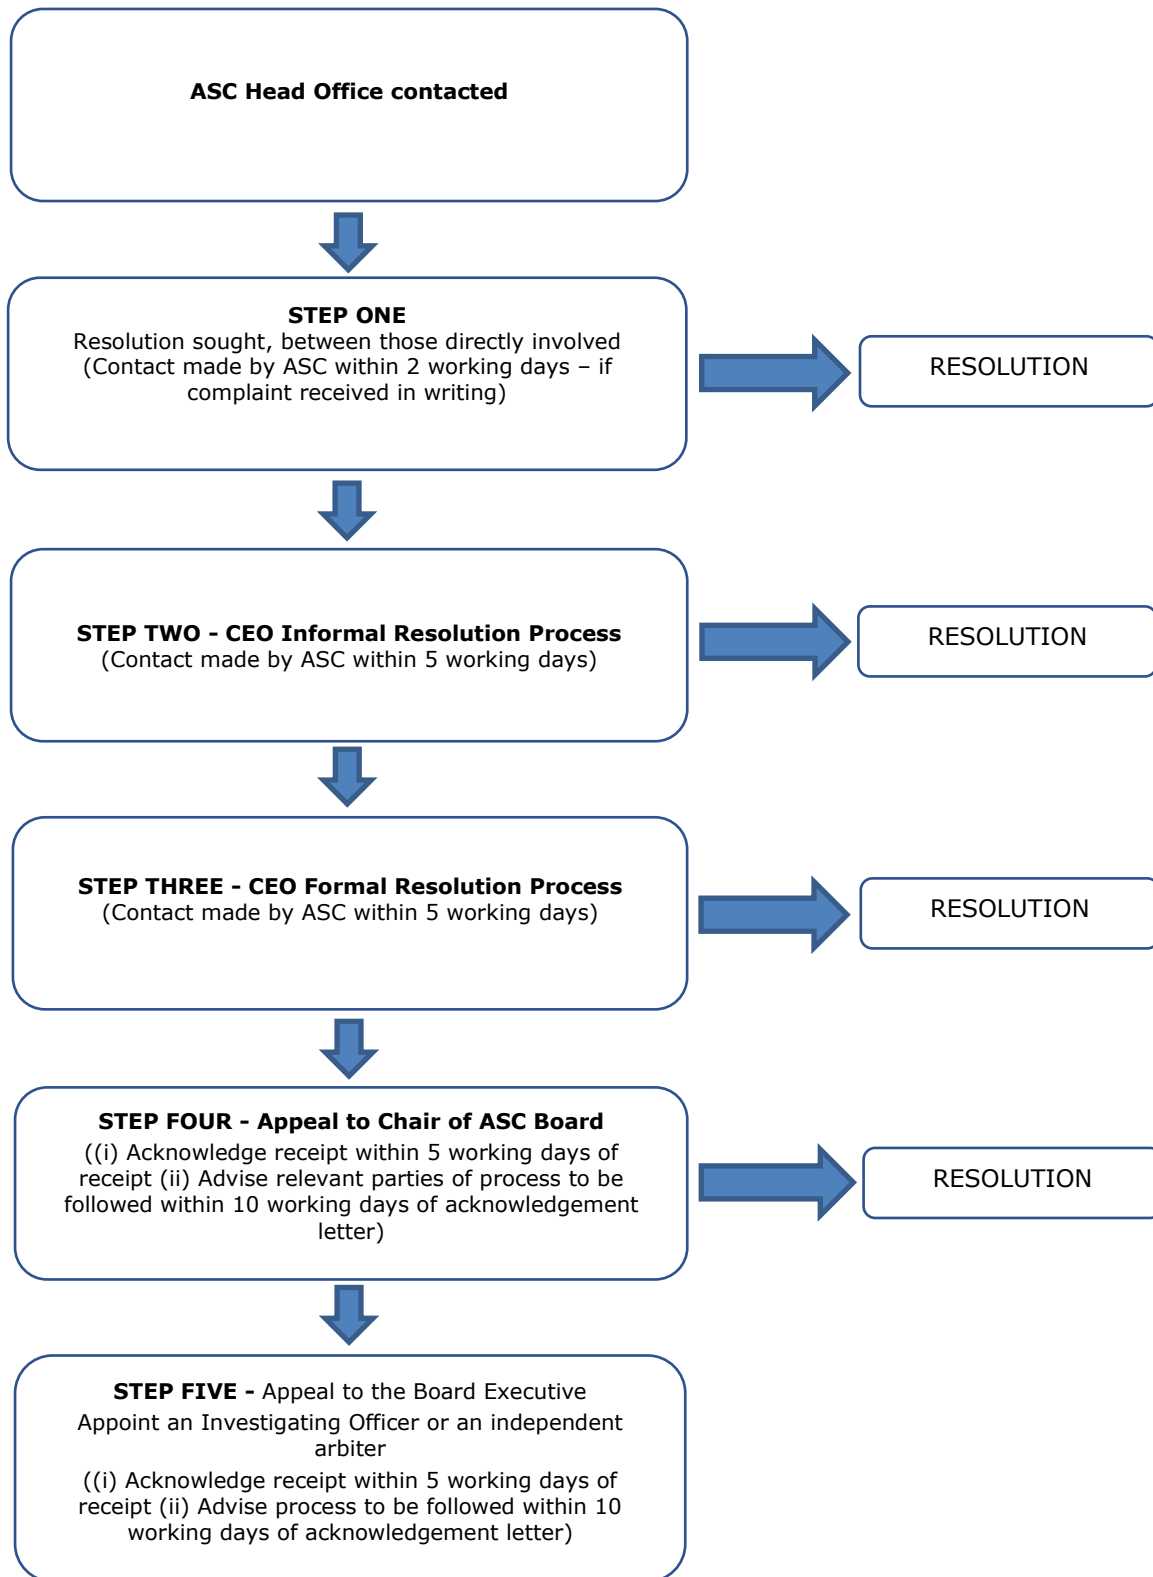 ASC Head Office contacted
STEP ONE
Resolution sought, between those directly involved
(Contact made by ASC within 2 working days – if
complaint received in writing)
RESOLUTION
STEP TWO - CEO Informal Resolution Process
(Contact made by ASC within 5 working days)
RESOLUTION
STEP THREE - CEO Formal Resolution Process
(Contact made by ASC within 5 working days)
RESOLUTION
STEP FOUR - Appeal to Chair of ASC Board
((i) Acknowledge receipt within 5 working days of
receipt (ii) Advise relevant parties of process to be
followed within 10 working days of acknowledgement
letter)
RESOLUTION
STEP FIVE - Appeal to the Board Executive
Appoint an Investigating Officer or an independent
arbiter
((i) Acknowledge receipt within 5 working days of
receipt (ii) Advise process to be followed within 10
working days of acknowledgement letter)